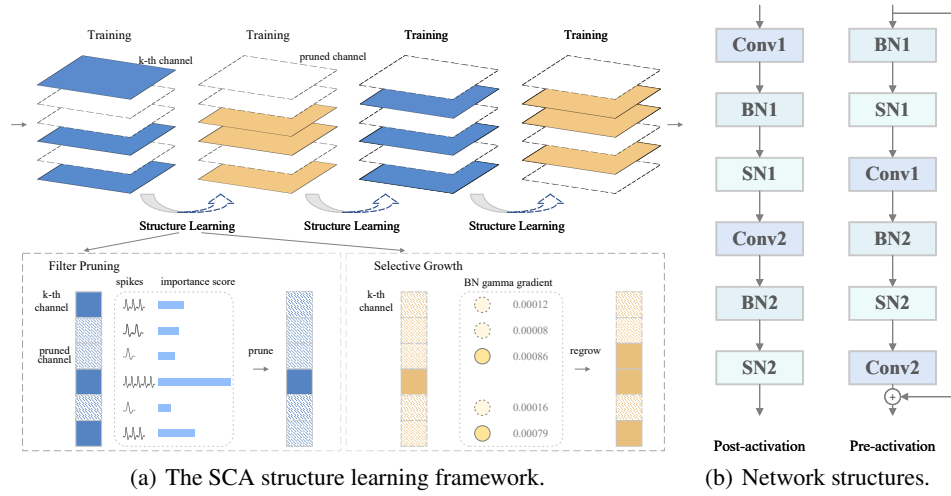 Training
Training
Training
Training
k-th channel
pruned channel
Structure Learning
Structure Learning
Structure Learning
Filter Pruning
spikes
importance score
k-th
channel
pruned
channel
prune
Selective Growth
BN gamma gradient
k-th
channel
0.00012
0.00008
0.00086
0.00016
0.00079
regrow
(a) The SCA structure learning framework.
Conv1
BN1
SN1
Conv2
BN2
SN2
Post-activation
BN1
SN1
Conv1
BN2
SN2
Conv2
+
Pre-activation
(b) Network structures.